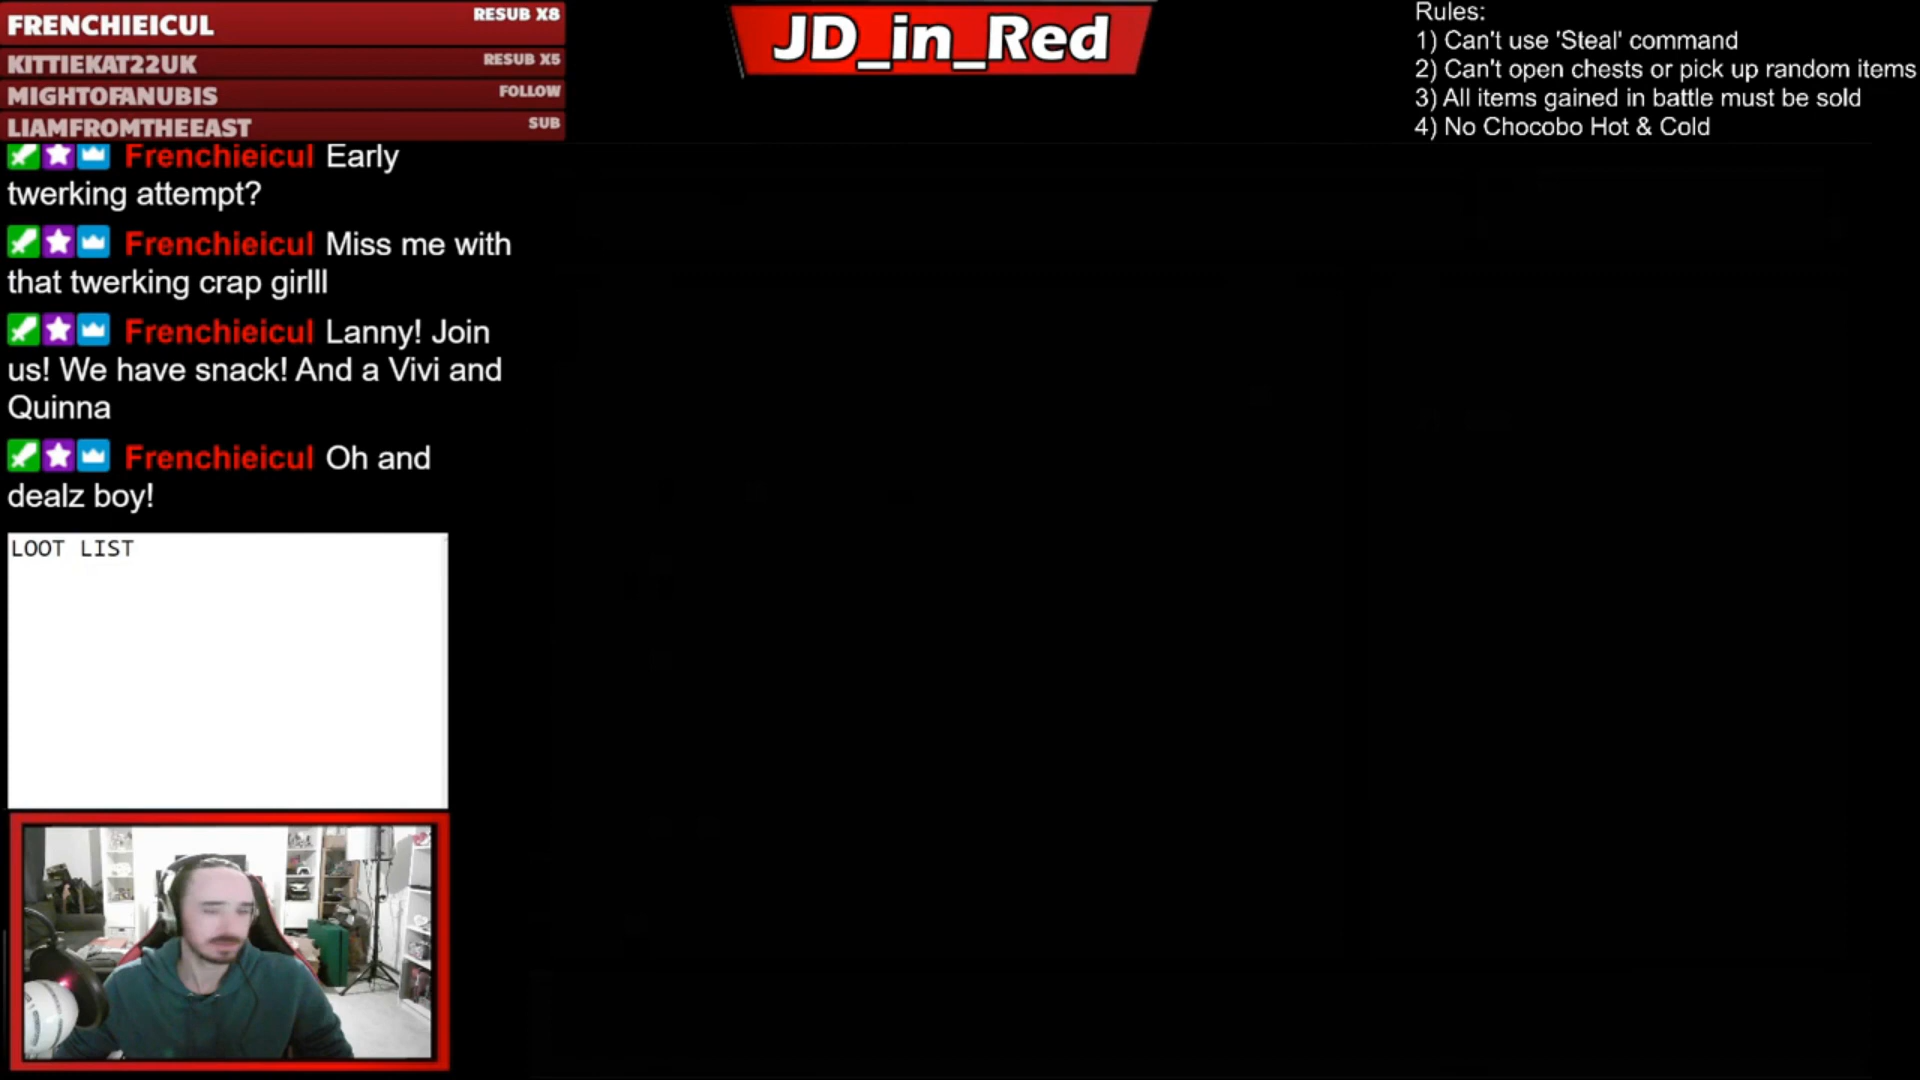 FRENCHIEICUL RESUB X8
KITTIEKAT22UK RESUB X5
MIGHTOFANUBIS FOLLOW
LIAMFROMTHEEAST SUB
JD_in_Red
Rules:
1) Can't use 'Steal' command
2) Can't open chests or pick up random items
3) All items gained in battle must be sold
4) No Chocobo Hot & Cold
Frenchieicul Early
twerking attempt?
Frenchieicul Miss me with
that twerking crap girlll
Frenchieicul Lanny! Join
us! We have snack! And a Vivi and
Quinna
Frenchieicul Oh and
dealz boy!
LOOT LIST